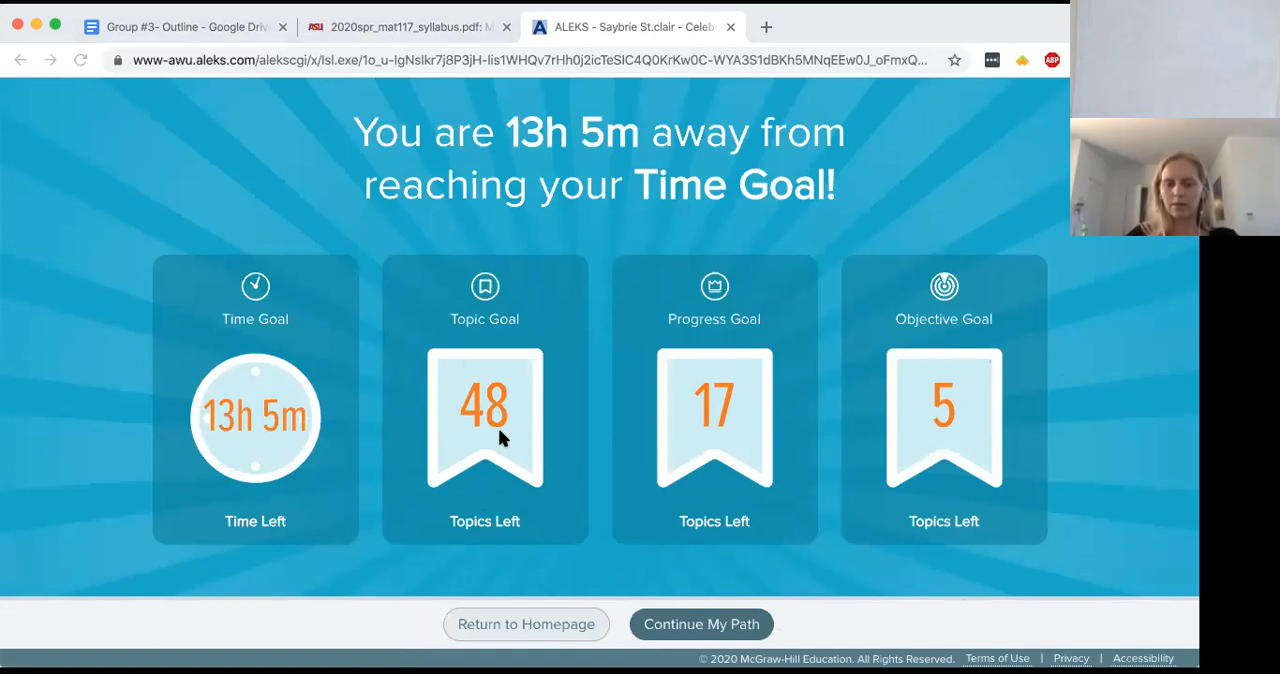 Group #3- Outline - Google Driv
ASU 2020spr_mat117_syllabus.pdf: M
A ALEKS - Saybrie St.clair - Celeb
www-awu.aleks.com/alekscgi/x/lsl.exe/1o_u-IgNslkr7j8P3jH-lis1WHQv7rHh0j2icTeSIC4Q0KrKw0C-WYA3S1dBKh5MNqEEw0J_oFmxQ...
ABP
You are 13h 5m away from
reaching your Time Goal!
Time Goal
Topic Goal
Progress Goal
Objective Goal
13h 5m
48
17
5
Time Left
Topics Left
Topics Left
Topics Left
Return to Homepage
Continue My Path
© 2020 McGraw-Hill Education. All Rights Reserved. Terms of Use | Privacy | Accessibility